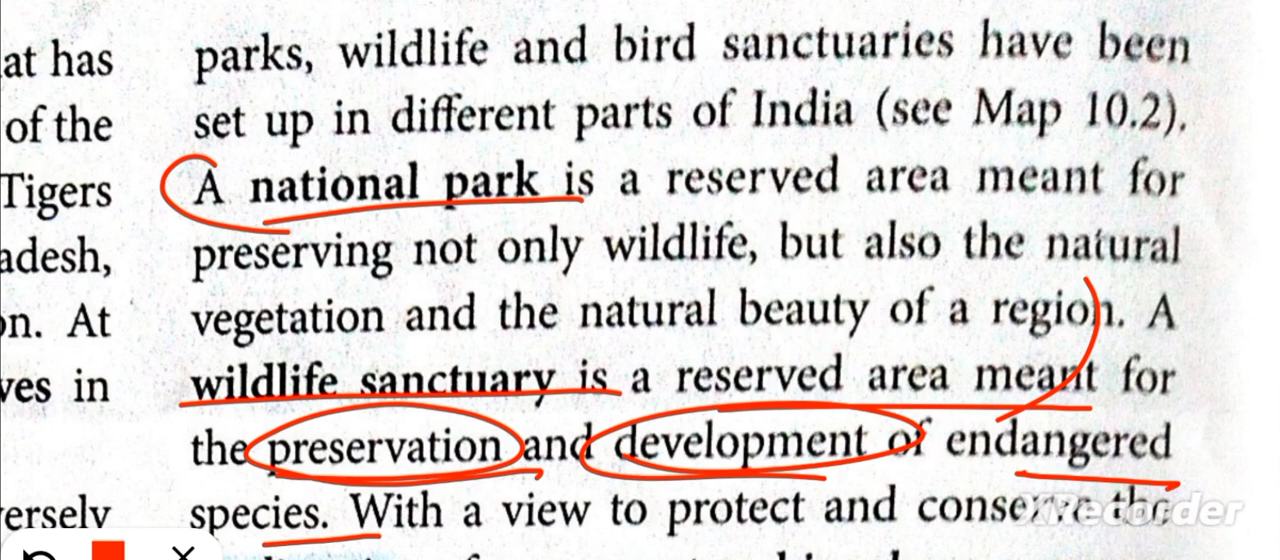 at has
of the
Tigers
adesh,
on. At
ves in
ersely
parks, wildlife and bird sanctuaries have been
set up in different parts of India (see Map 10.2).
A national park is a reserved area meant for
preserving not only wildlife, but also the natural
vegetation and the natural beauty of a region. A
wildlife sanctuary is a reserved area meant for
the preservation and development of endangered
species. With a view to protect and conserve the
XRecorder